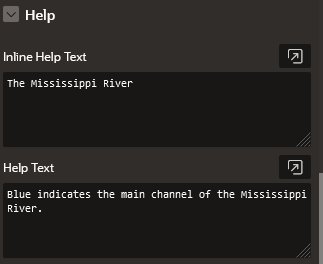 Help
Inline Help Text
The Mississippi River
Help Text
Blue indicates the main channel of the Mississippi
River.